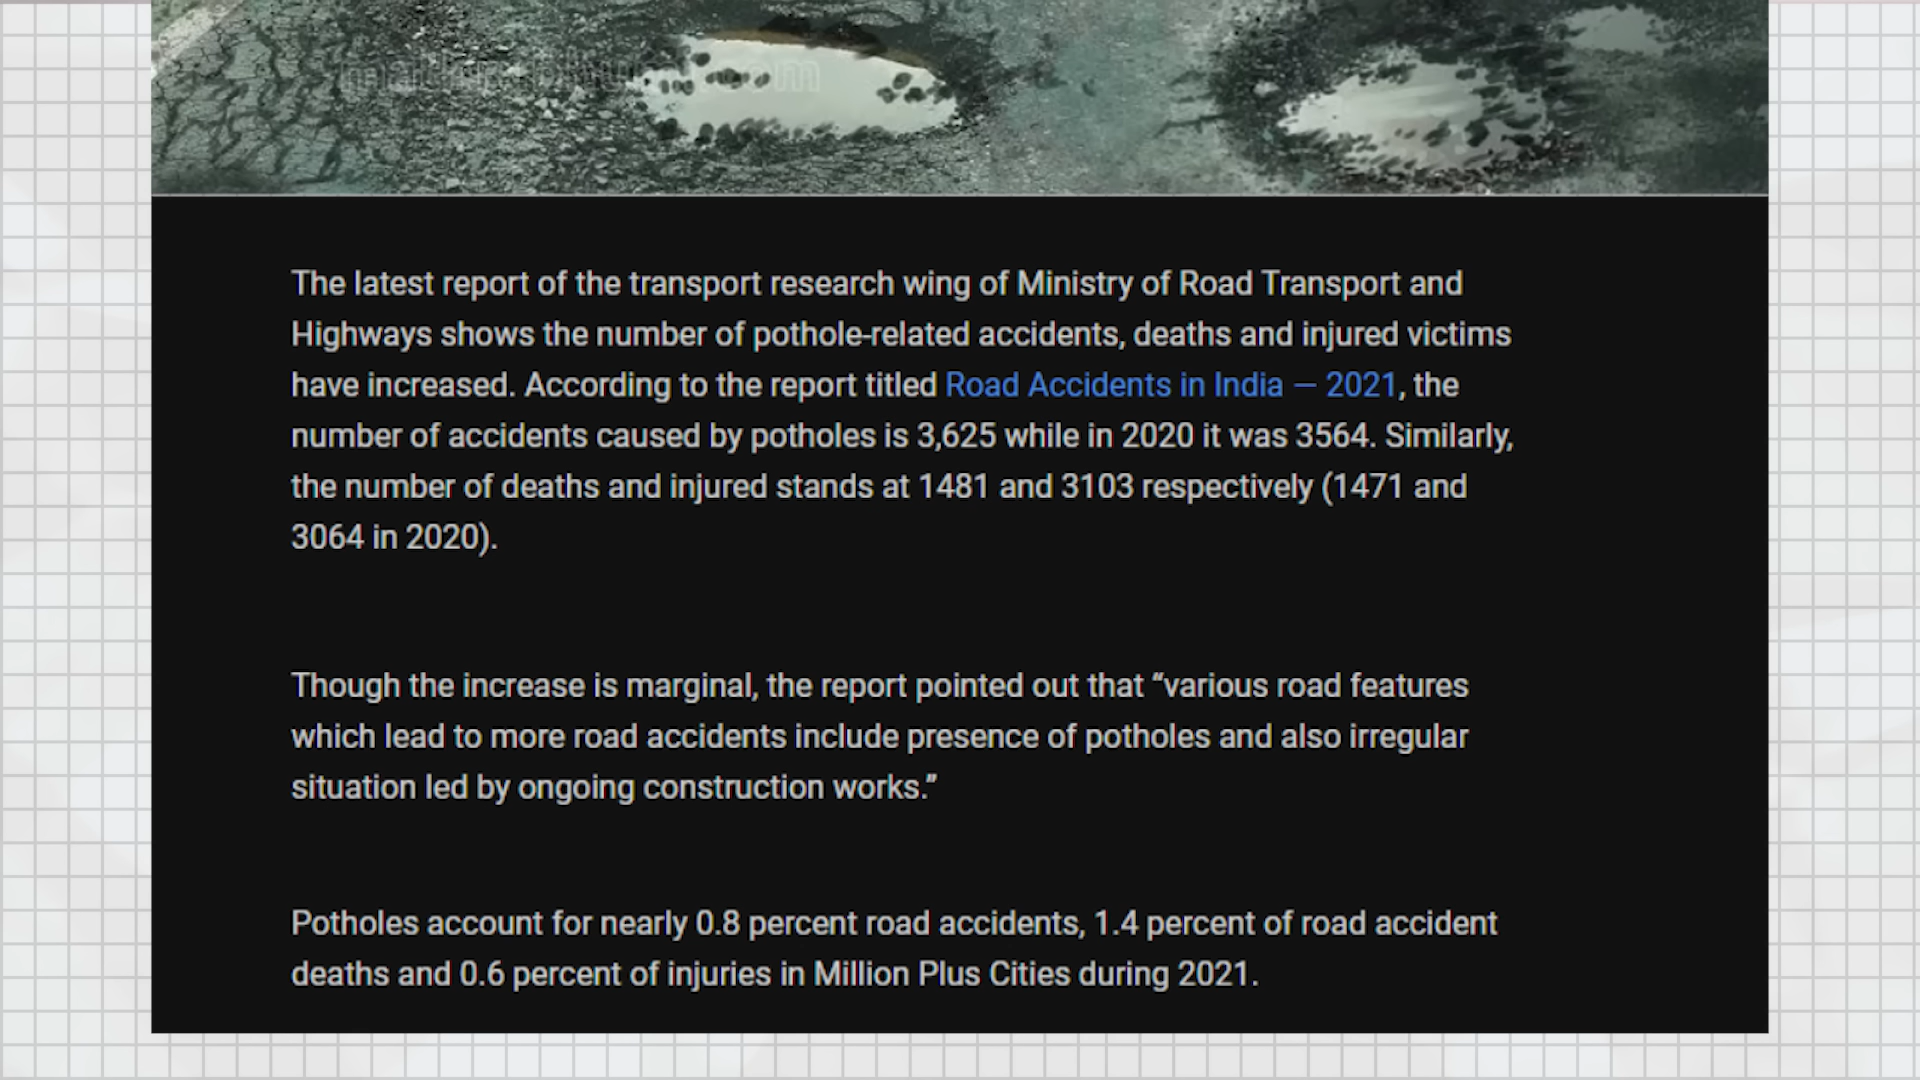 The latest report of the transport research wing of Ministry of Road Transport and
Highways shows the number of pothole-related accidents, deaths and injured victims
have increased. According to the report titled Road Accidents in India — 2021, the
number of accidents caused by potholes is 3,625 while in 2020 it was 3564. Similarly,
the number of deaths and injured stands at 1481 and 3103 respectively (1471 and
3064 in 2020).
Though the increase is marginal, the report pointed out that “various road features
which lead to more road accidents include presence of potholes and also irregular
situation led by ongoing construction works.”
Potholes account for nearly 0.8 percent road accidents, 1.4 percent of road accident
deaths and 0.6 percent of injuries in Million Plus Cities during 2021.